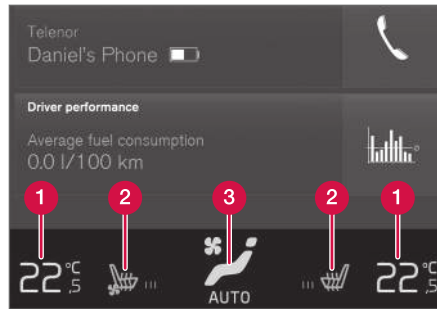 Telenor
Daniel's Phone
Driver performance
Average fuel consumption
0.0 l/100 km
1 2 3 2 1
22°C,5 22°C,5
AUTO